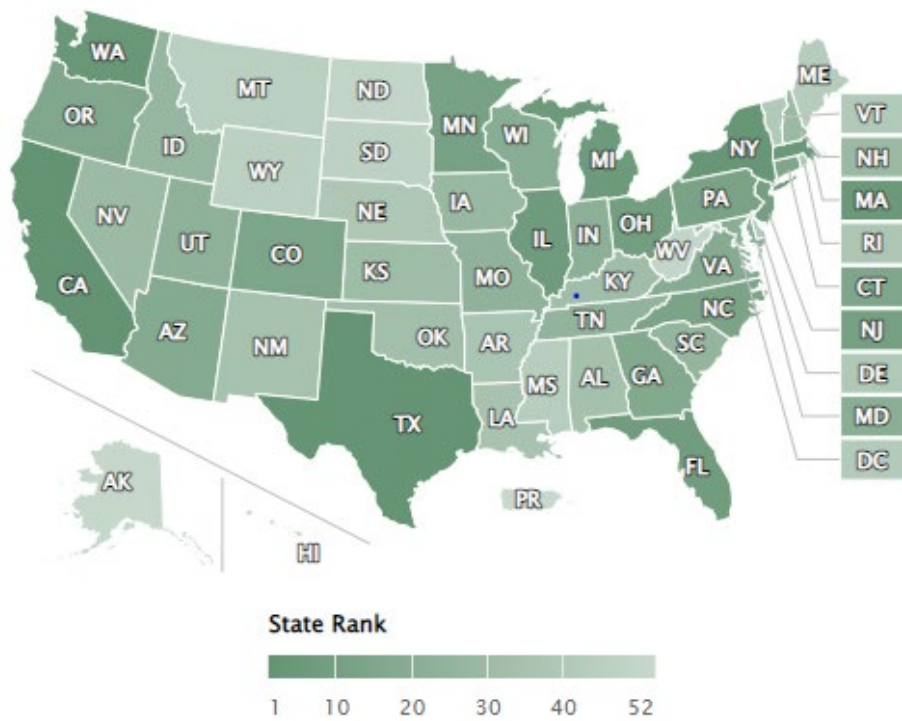 WA
MT
ND
MN
ME
VT
OR
ID
SD
WI
MI
NY
NH
WY
MA
NV
NE
IA
PA
RI
UT
CO
IL
IN
OH
WV
CA
KS
MO
KY
VA
CT
AZ
NM
OK
AR
TN
NC
NJ
MS
AL
GA
SC
DE
TX
LA
MD
FL
DC
AK
PR
HI
State Rank
1 10 20 30 40 52